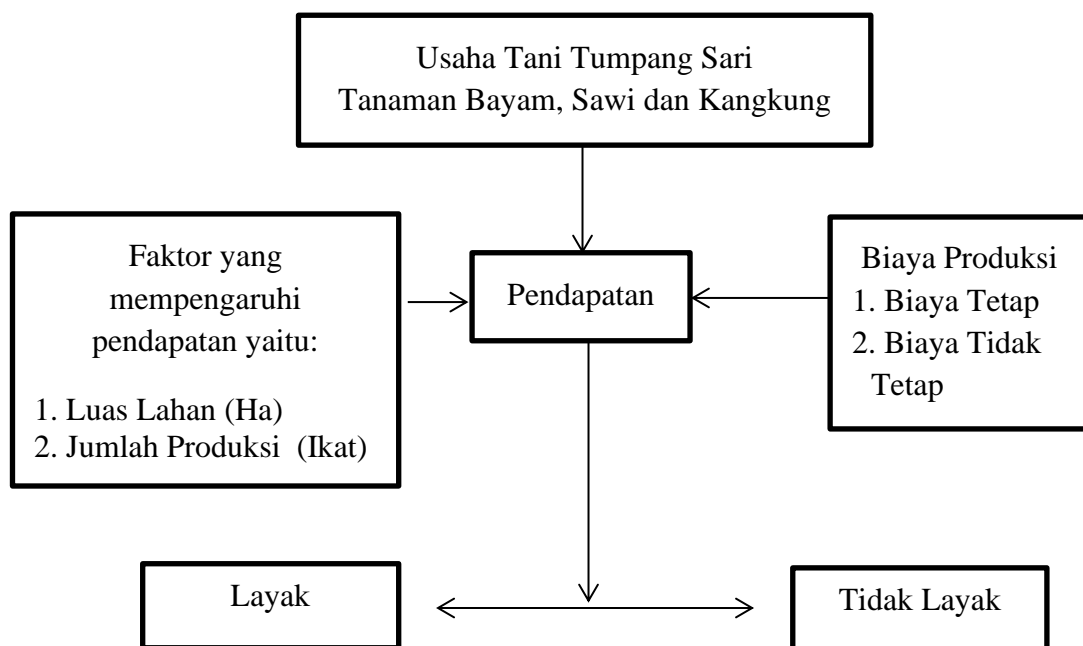 Usaha Tani Tumpang Sari
Tanaman Bayam, Sawi dan Kangkung
Faktor yang
mempengaruhi
pendapatan yaitu:
1. Luas Lahan (Ha)
2. Jumlah Produksi (Ikat)
Pendapatan
Biaya Produksi
1. Biaya Tetap
2. Biaya Tidak
Tetap
Layak
Tidak Layak